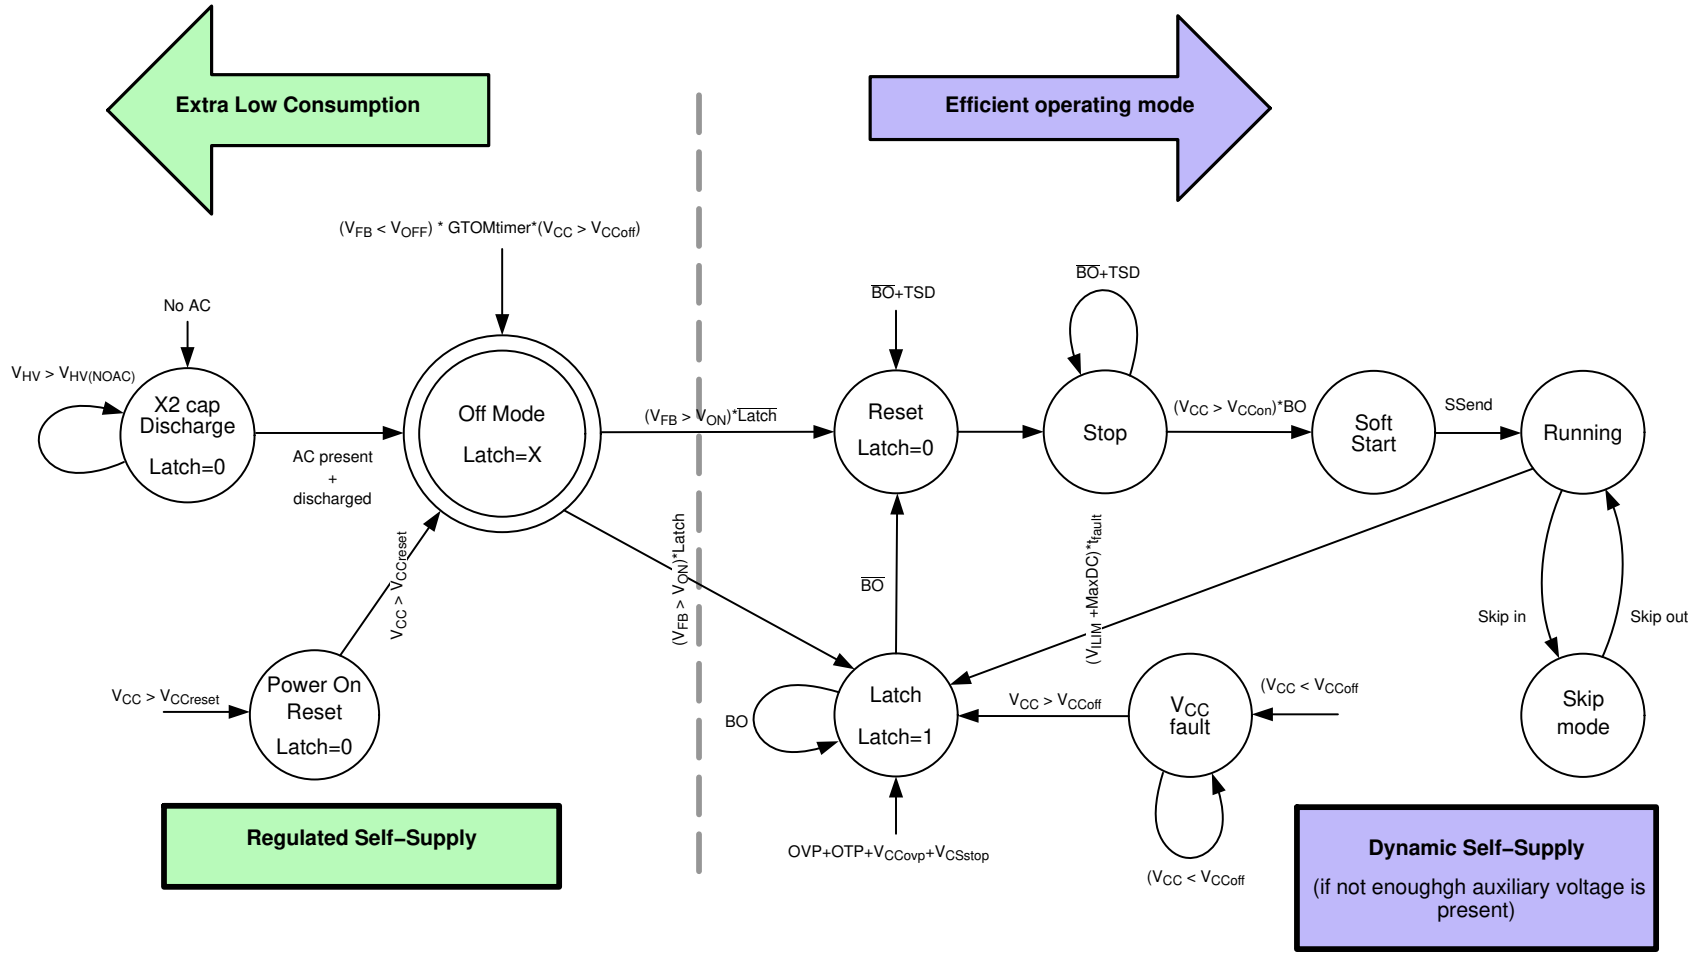 Extra Low Consumption
Efficient operating mode
(VFB < VOFF) * GTOMtimer*(VCC > VCCoff)
No AC
VHV > VHV(NOAC)
X2 cap
Discharge
Latch=0
AC present
+
discharged
Off Mode
Latch=X
(VFB > VON)*L̅a̅t̅c̅h̅
B̅O̅+TSD
Reset
Latch=0
B̅O̅+TSD
Stop
(VCC > VCCon)*BO
Soft
Start
SSend
Running
VCC > VCCreset
(VFB > VON)*Latch
B̅O̅
(VILIM +MaxDC)*tfault
Skip in
Skip out
VCC > VCCreset
Power On
Reset
Latch=0
BO
Latch
Latch=1
VCC > VCCoff
VCC
fault
(VCC < VCCoff
Skip
mode
OVP+OTP+VCCovp+VCSstop
(VCC < VCCoff
Regulated Self−Supply
Dynamic Self−Supply
(if not enoughgh auxiliary voltage is
present)